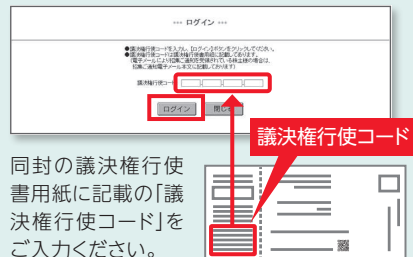 *** ログイン ***
●議決権行使コードを入力し、[ログイン]ボタンをクリックしてください。
●議決権行使コードは議決権行使書用紙に記載しております。
(電子メールにより招集ご通知を受領されている株主様の場合は、
招集ご通知電子メール本文に記載しております)
議決権行使コード:
ログイン
閉じる
議決権行使コード
同封の議決権行使
書用紙に記載の「議
決権行使コード」を
ご入力ください。